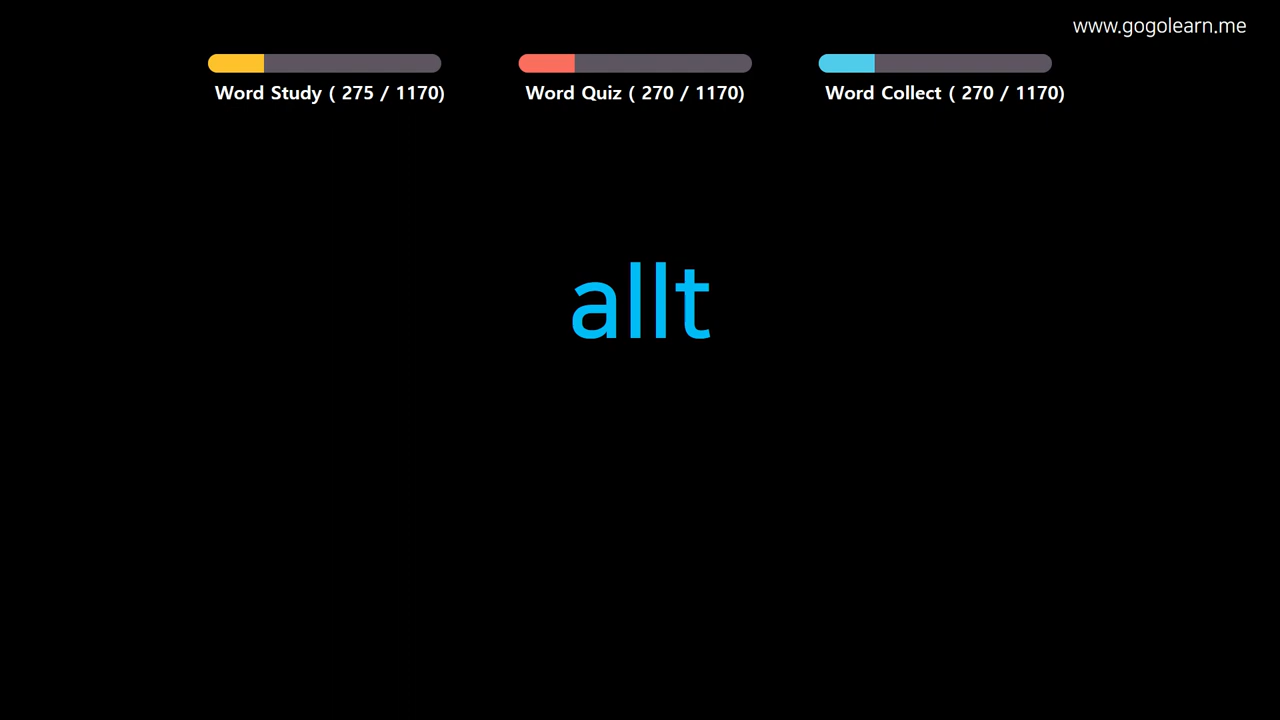 www.gogolearn.me
Word Study ( 275 / 1170)
Word Quiz ( 270 / 1170)
Word Collect ( 270 / 1170)
allt